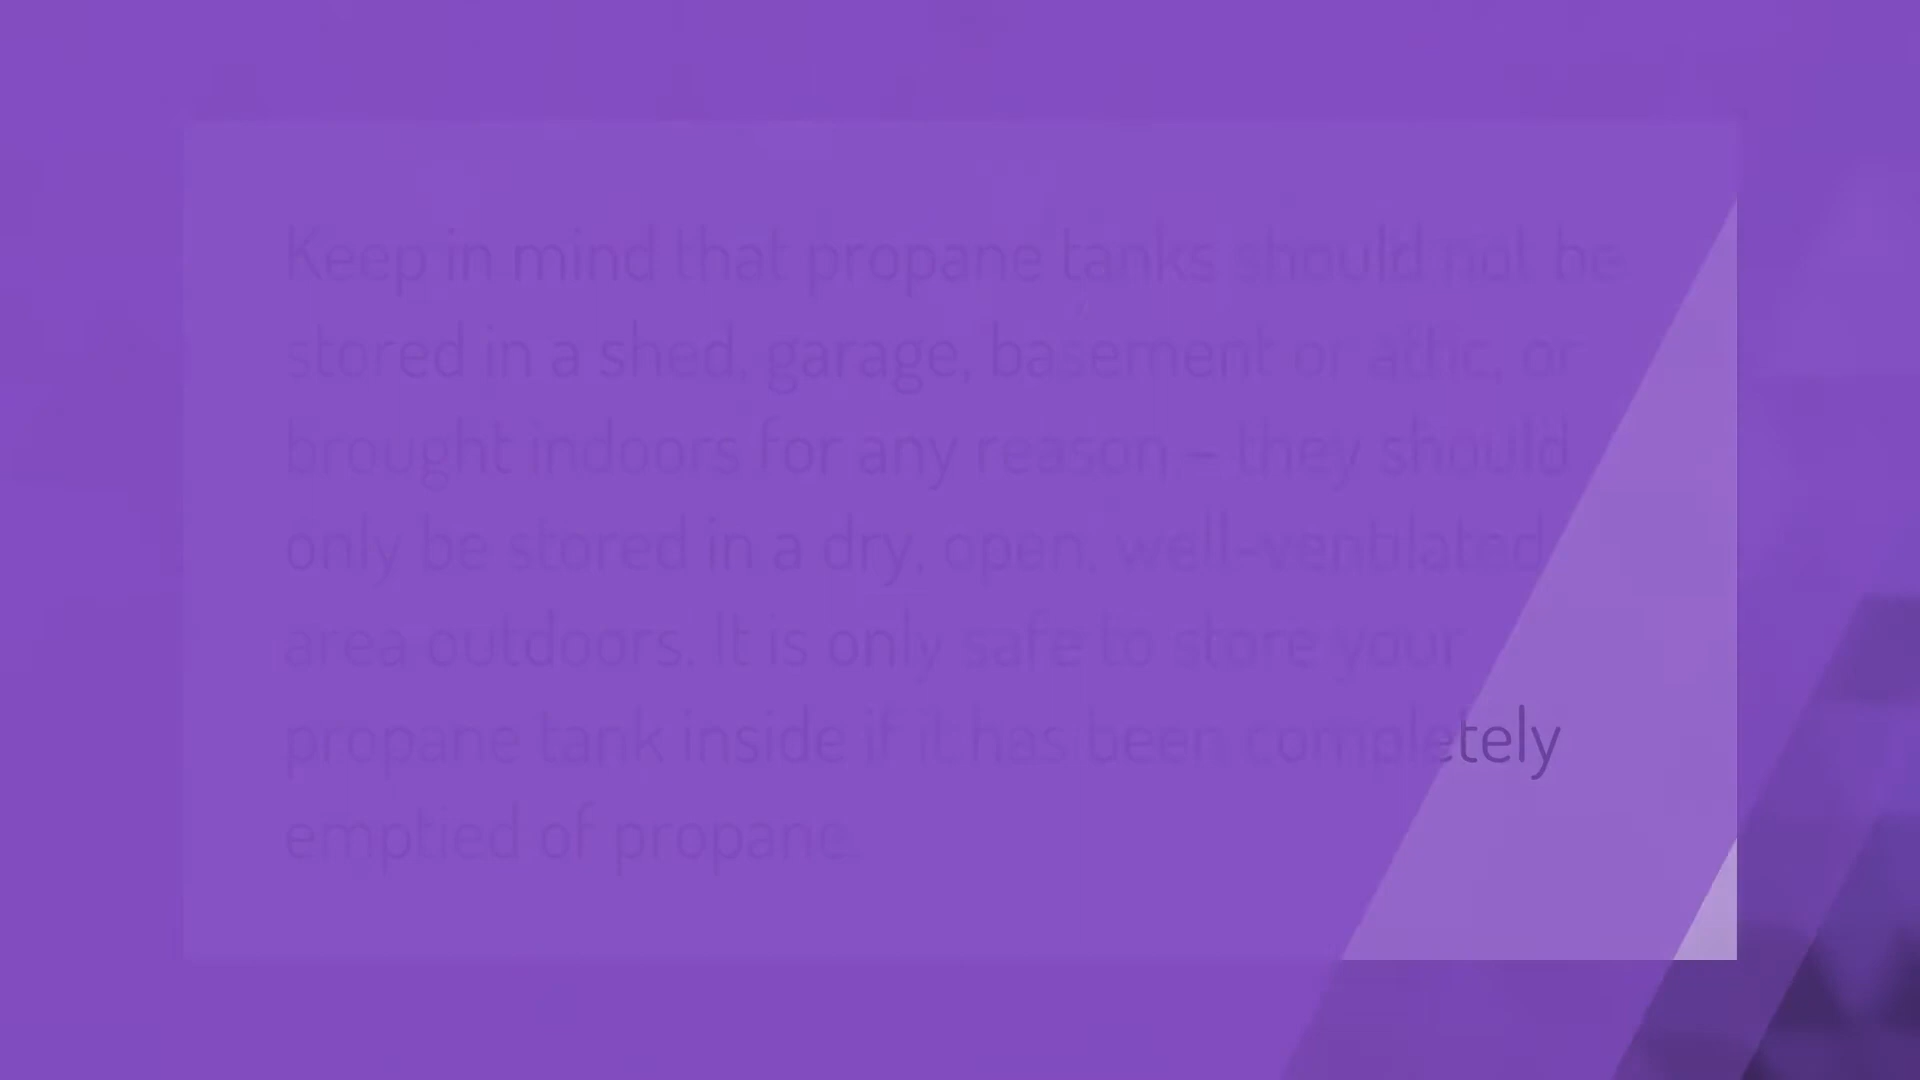 Keep in mind that propane tanks should not be
stored in a shed, garage, basement or attic, or
brought indoors for any reason – they should
only be stored in a dry, open, well-ventilated
area outdoors. It is only safe to store your
propane tank inside if it has been completely
emptied of propane.